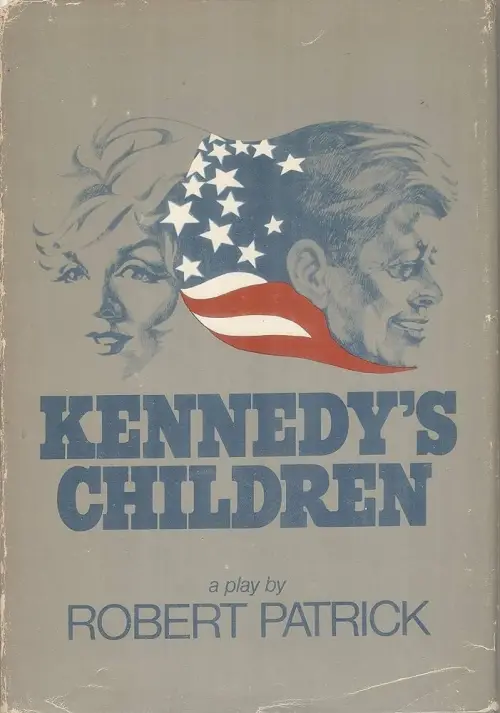 KENNEDY'S
CHILDREN
a play by
ROBERT PATRICK